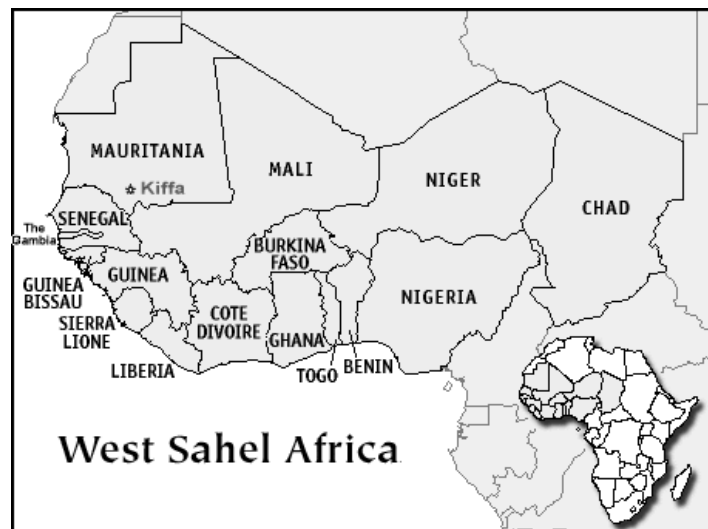 MAURITANIA
MALI
Kiffa
NIGER
CHAD
SENEGAL
The
Gambia
BURKINA
FASO
GUINEA
GUINEA
BISSAU
NIGERIA
COTE
DIVOIRE
SIERRA
LIONE
GHANA
LIBERIA
TOGO
BENIN
West Sahel Africa